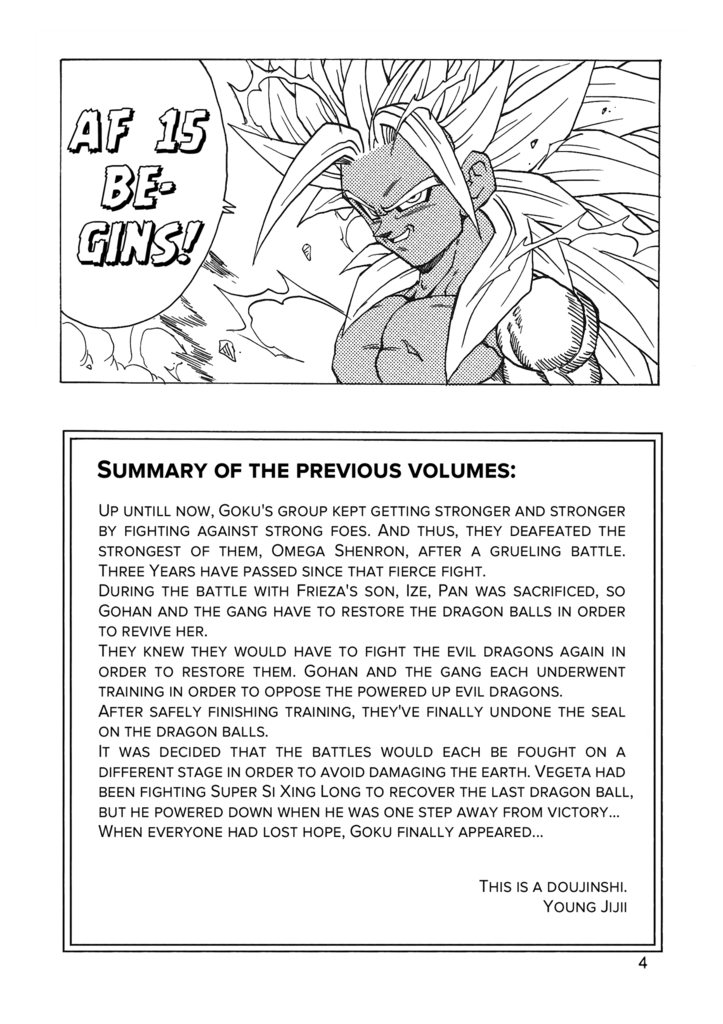 AF 15
BE-
GINS!
SUMMARY OF THE PREVIOUS VOLUMES:
UP UNTILL NOW, GOKU'S GROUP KEPT GETTING STRONGER AND STRONGER
BY FIGHTING AGAINST STRONG FOES. AND THUS, THEY DEAFEATED THE
STRONGEST OF THEM, OMEGA SHENRON, AFTER A GRUELING BATTLE.
THREE YEARS HAVE PASSED SINCE THAT FIERCE FIGHT.
DURING THE BATTLE WITH FRIEZA'S SON, IZE, PAN WAS SACRIFICED, SO
GOHAN AND THE GANG HAVE TO RESTORE THE DRAGON BALLS IN ORDER
TO REVIVE HER.
THEY KNEW THEY WOULD HAVE TO FIGHT THE EVIL DRAGONS AGAIN IN
ORDER TO RESTORE THEM. GOHAN AND THE GANG EACH UNDERWENT
TRAINING IN ORDER TO OPPOSE THE POWERED UP EVIL DRAGONS.
AFTER SAFELY FINISHING TRAINING, THEY'VE FINALLY UNDONE THE SEAL
ON THE DRAGON BALLS.
IT WAS DECIDED THAT THE BATTLES WOULD EACH BE FOUGHT ON A
DIFFERENT STAGE IN ORDER TO AVOID DAMAGING THE EARTH. VEGETA HAD
BEEN FIGHTING SUPER SI XING LONG TO RECOVER THE LAST DRAGON BALL,
BUT HE POWERED DOWN WHEN HE WAS ONE STEP AWAY FROM VICTORY...
WHEN EVERYONE HAD LOST HOPE, GOKU FINALLY APPEARED...
THIS IS A DOUJINSHI.
YOUNG JIJII
4